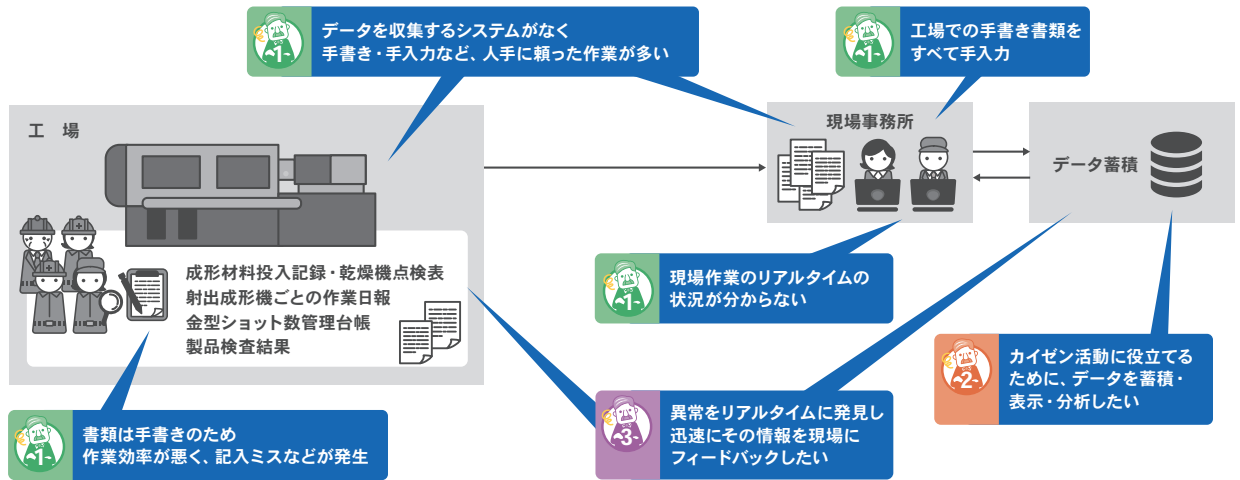 ~1~
データを収集するシステムがなく
手書き・手入力など、人手に頼った作業が多い
~1~
工場での手書き書類を
すべて手入力
工 場
現場事務所
データ蓄積
成形材料投入記録・乾燥機点検表
射出成形機ごとの作業日報
金型ショット数管理台帳
製品検査結果
~1~
現場作業のリアルタイムの
状況が分からない
~2~
カイゼン活動に役立てる
ために、データを蓄積・
表示・分析したい
~3~
異常をリアルタイムに発見し
迅速にその情報を現場に
フィードバックしたい
~1~
書類は手書きのため
作業効率が悪く、記入ミスなどが発生